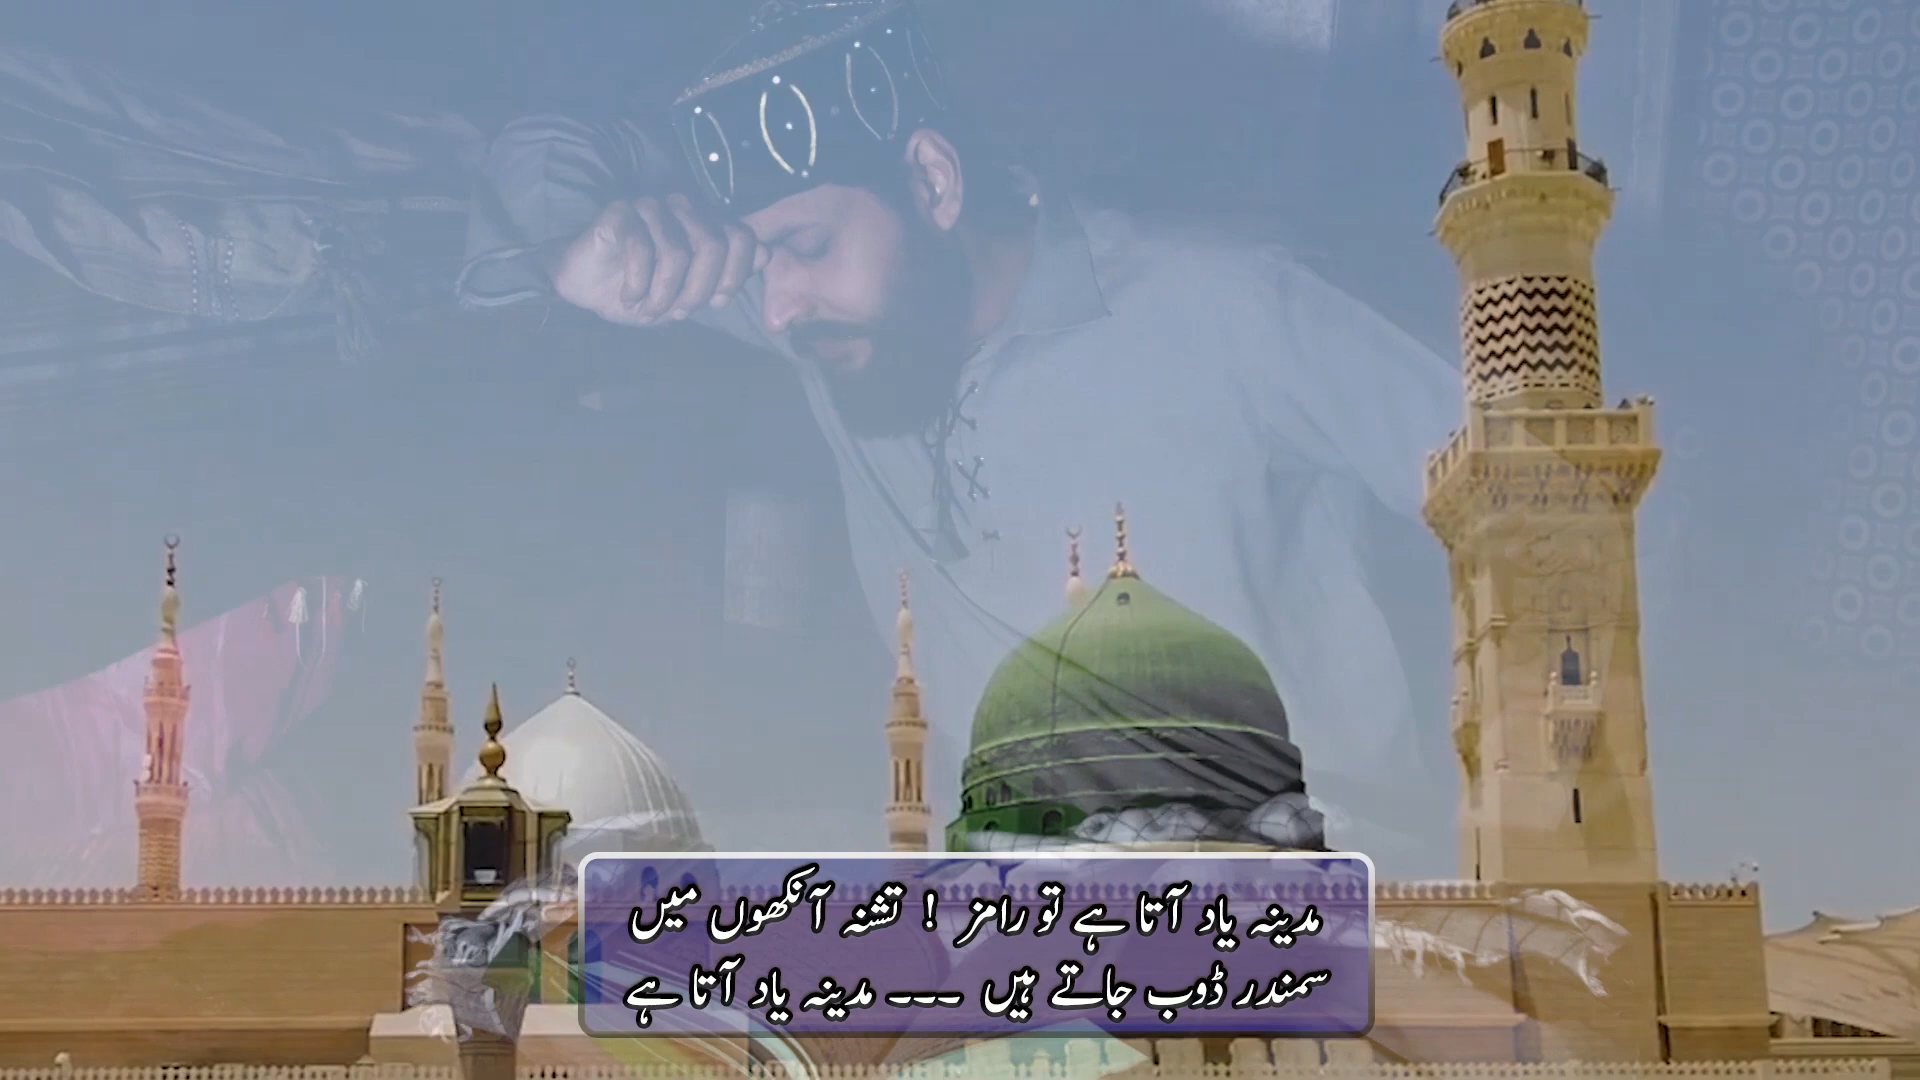 مدینہ یاد آتا ہے تو رامز ! تشنہ آنکھوں میں
سمندر ڈوب جاتے ہیں ۔۔۔ مدینہ یاد آتا ہے